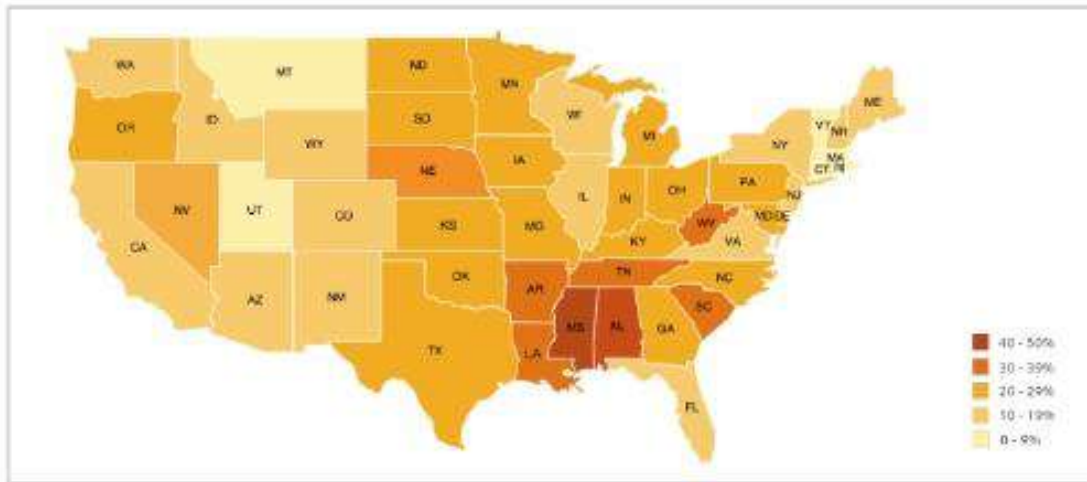 WA
MT
ND
MN
ME
OR
ID
SD
WI
MI
VT
NH
NY
WY
MA
CT
RI
IA
NE
PA
NJ
NV
UT
CO
IL
IN
OH
MD
DE
WV
VA
CA
KS
MO
KY
NC
TN
OK
AR
SC
AZ
NM
MS
AL
GA
TX
LA
FL
40 - 50%
30 - 39%
20 - 29%
10 - 19%
0 - 9%